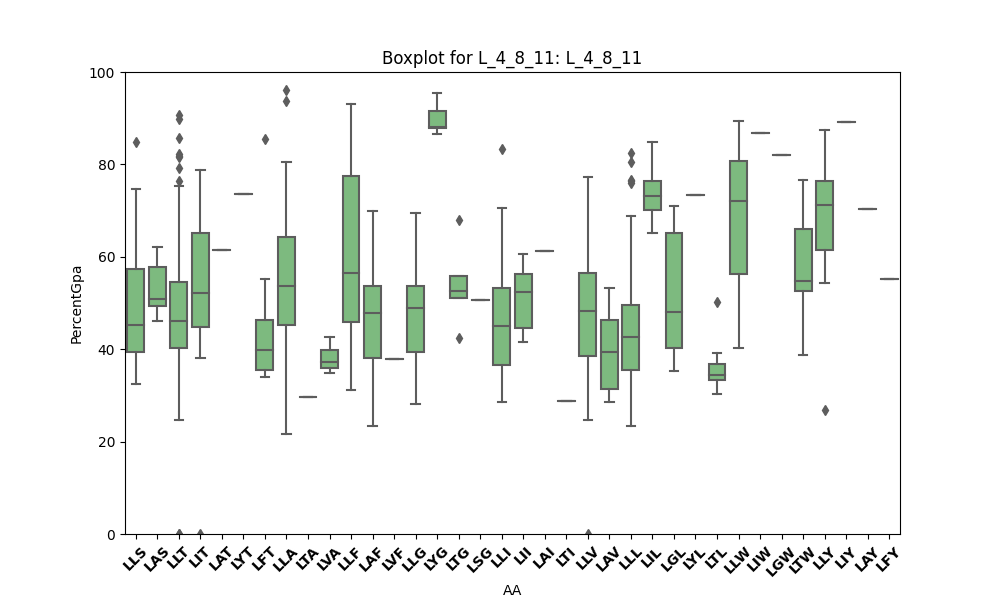 Boxplot for L_4_8_11: L_4_8_11
100
80
60
40
20
0
PercentGpa
LLS LAS LLT LIT LAT LYT LFT LLA LTA LVA LLF LAF LVF LLG LYG LTG LSG LLI LII LAI LTI LLV LAV LLL LIL LGL LYL LTL LLW LIW LGW LTW LLY LIY LAY LFY
AA